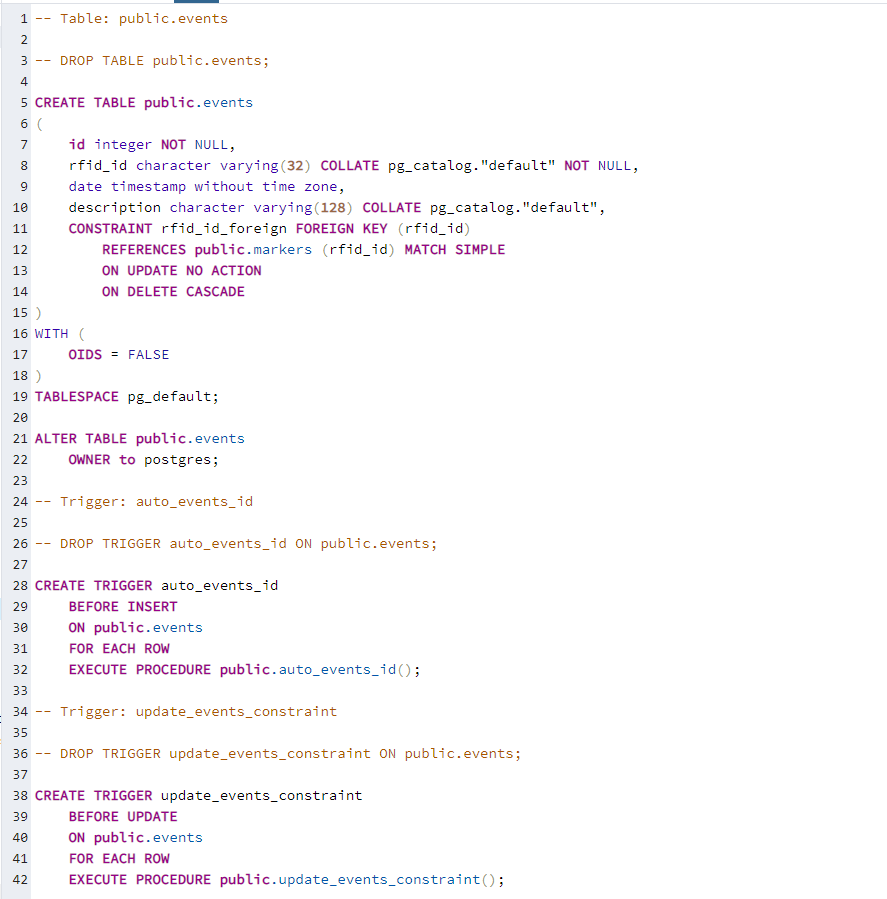 1 -- Table: public.events
2
3 -- DROP TABLE public.events;
4
5 CREATE TABLE public.events
6 (
7     id integer NOT NULL,
8     rfid_id character varying(32) COLLATE pg_catalog."default" NOT NULL,
9     date timestamp without time zone,
10     description character varying(128) COLLATE pg_catalog."default",
11     CONSTRAINT rfid_id_foreign FOREIGN KEY (rfid_id)
12         REFERENCES public.markers (rfid_id) MATCH SIMPLE
13         ON UPDATE NO ACTION
14         ON DELETE CASCADE
15 )
16 WITH (
17     OIDS = FALSE
18 )
19 TABLESPACE pg_default;
20
21 ALTER TABLE public.events
22     OWNER to postgres;
23
24 -- Trigger: auto_events_id
25
26 -- DROP TRIGGER auto_events_id ON public.events;
27
28 CREATE TRIGGER auto_events_id
29     BEFORE INSERT
30     ON public.events
31     FOR EACH ROW
32     EXECUTE PROCEDURE public.auto_events_id();
33
34 -- Trigger: update_events_constraint
35
36 -- DROP TRIGGER update_events_constraint ON public.events;
37
38 CREATE TRIGGER update_events_constraint
39     BEFORE UPDATE
40     ON public.events
41     FOR EACH ROW
42     EXECUTE PROCEDURE public.update_events_constraint();